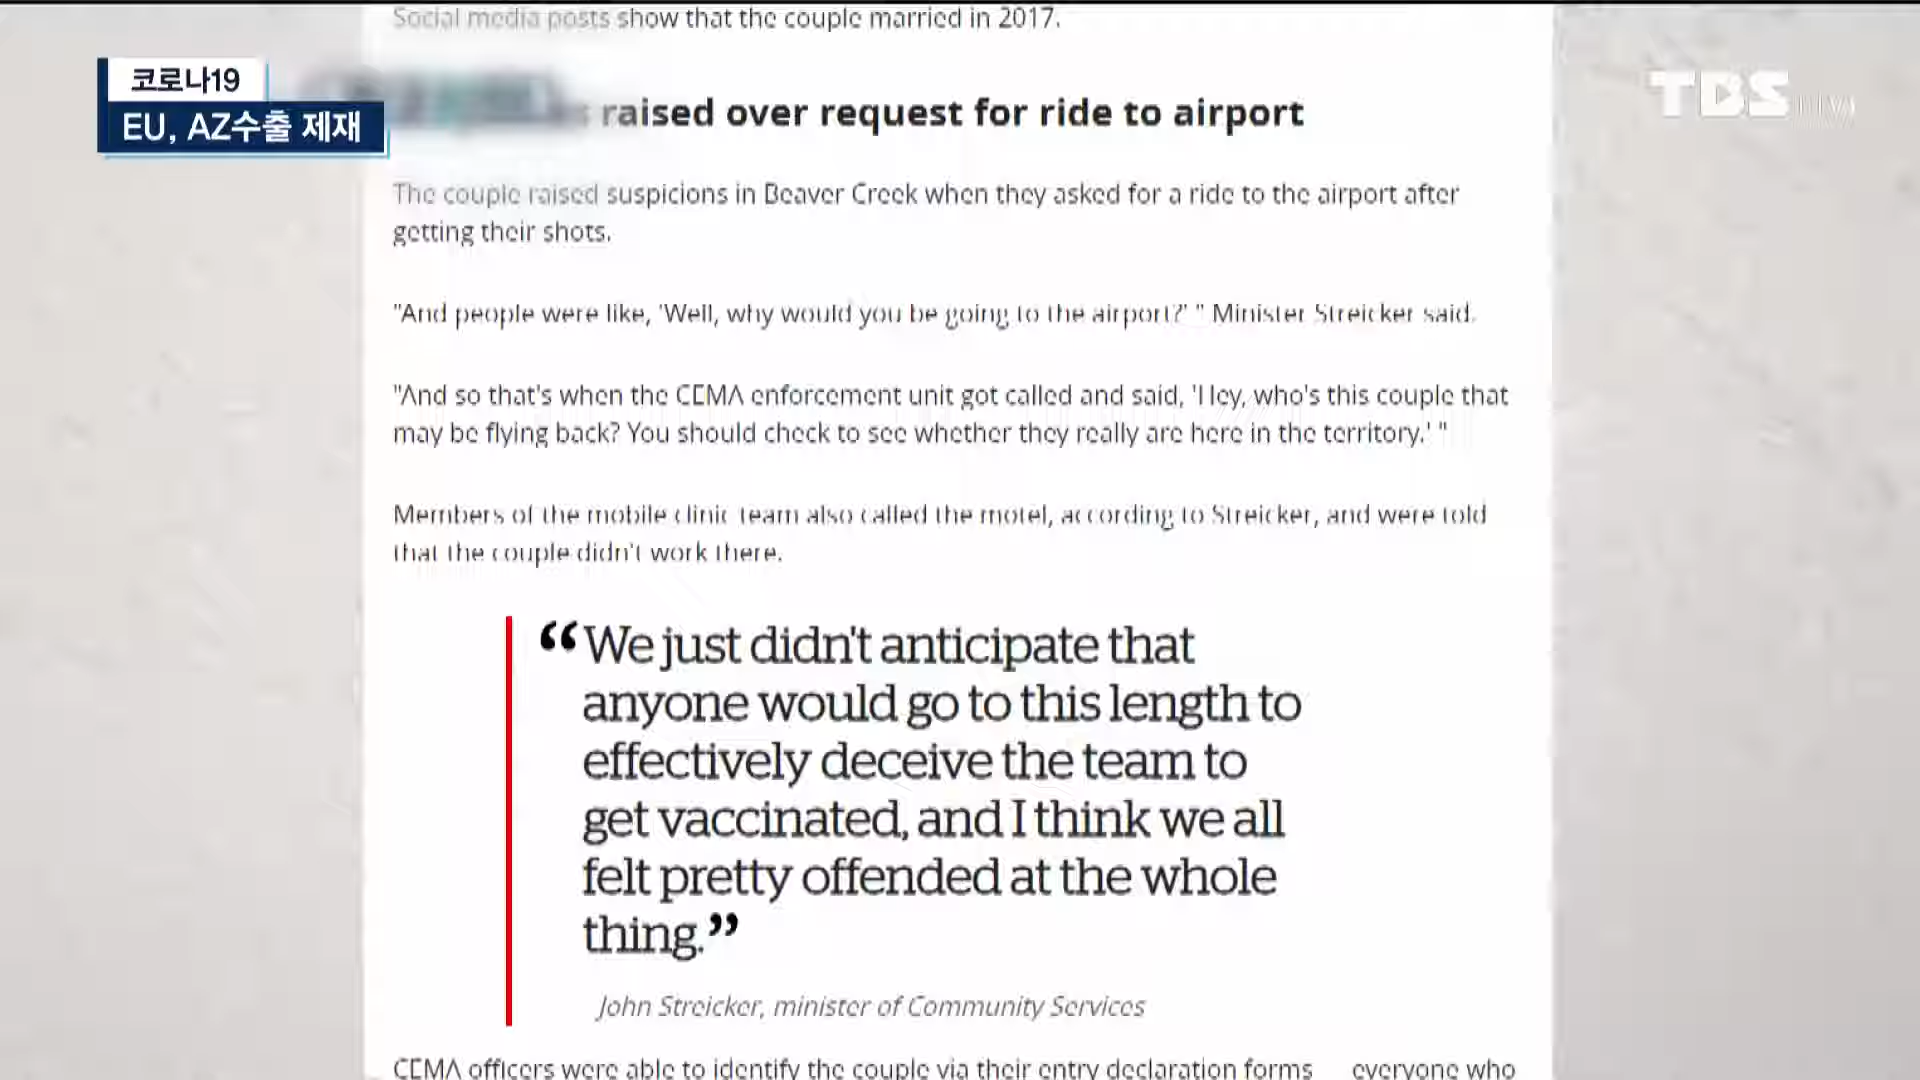 Social media posts show that the couple married in 2017.
코로나19
EU, AZ수출 제재
TBS
raised over request for ride to airport
The couple raised suspicions in Beaver Creek when they asked for a ride to the airport after
getting their shots.
"And people were like, 'Well, why would you be going to the airport?' " Minister Streicker said.
"And so that's when the CEMA enforcement unit got called and said, 'Hey, who's this couple that
may be flying back? You should check to see whether they really are here in the territory.' "
Members of the mobile clinic team also called the motel, according to Streicker, and were told
that the couple didn't work there.
“We just didn't anticipate that
anyone would go to this length to
effectively deceive the team to
get vaccinated, and I think we all
felt pretty offended at the whole
thing.”
John Streicker, minister of Community Services
CEMA officers were able to identify the couple via their entry declaration forms everyone who